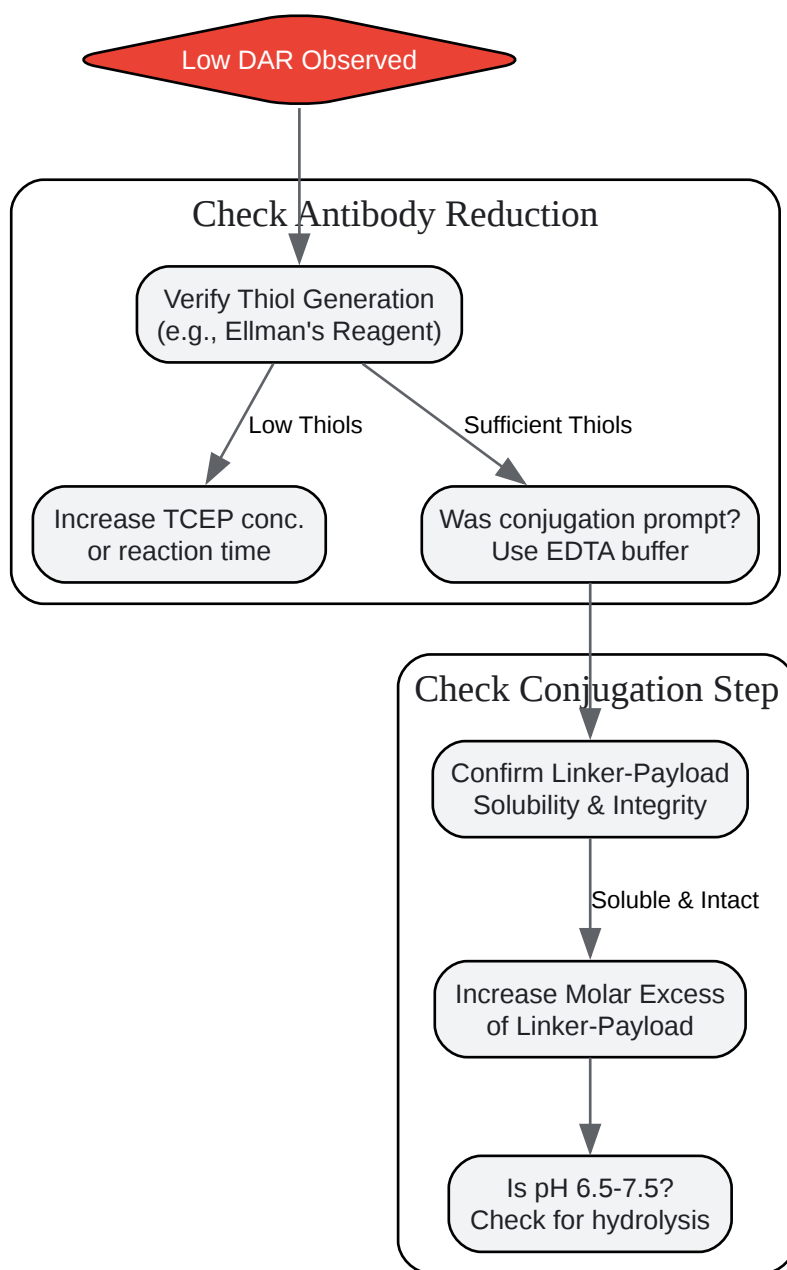 Low DAR Observed
Check Antibody Reduction
Verify Thiol Generation
(e.g., Ellman's Reagent)
Low Thiols
Sufficient Thiols
Increase TCEP conc.
or reaction time
Was conjugation prompt?
Use EDTA buffer
Check Conjugation Step
Confirm Linker-Payload
Solubility & Integrity
Soluble & Intact
Increase Molar Excess
of Linker-Payload
Is pH 6.5-7.5?
Check for hydrolysis